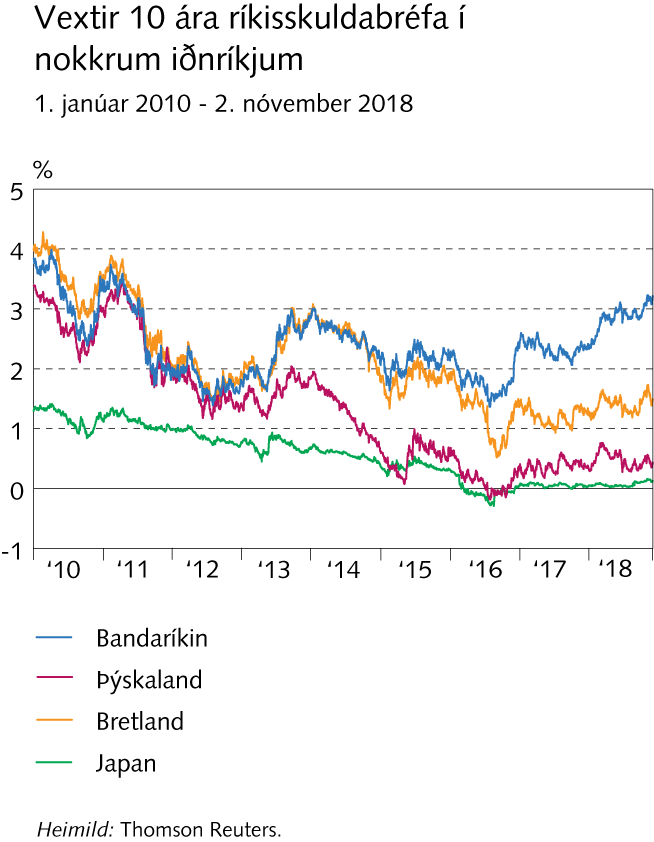 Vextir 10 ára ríkisskuldabréfa í
nokkrum iðnríkjum
1. janúar 2010 - 2. nóvember 2018
%
5
4
3
2
1
0
-1
‘10 ‘11 ‘12 ‘13 ‘14 ‘15 ‘16 ‘17 ‘18
Bandaríkin
Þýskaland
Bretland
Japan
Heimild: Thomson Reuters.